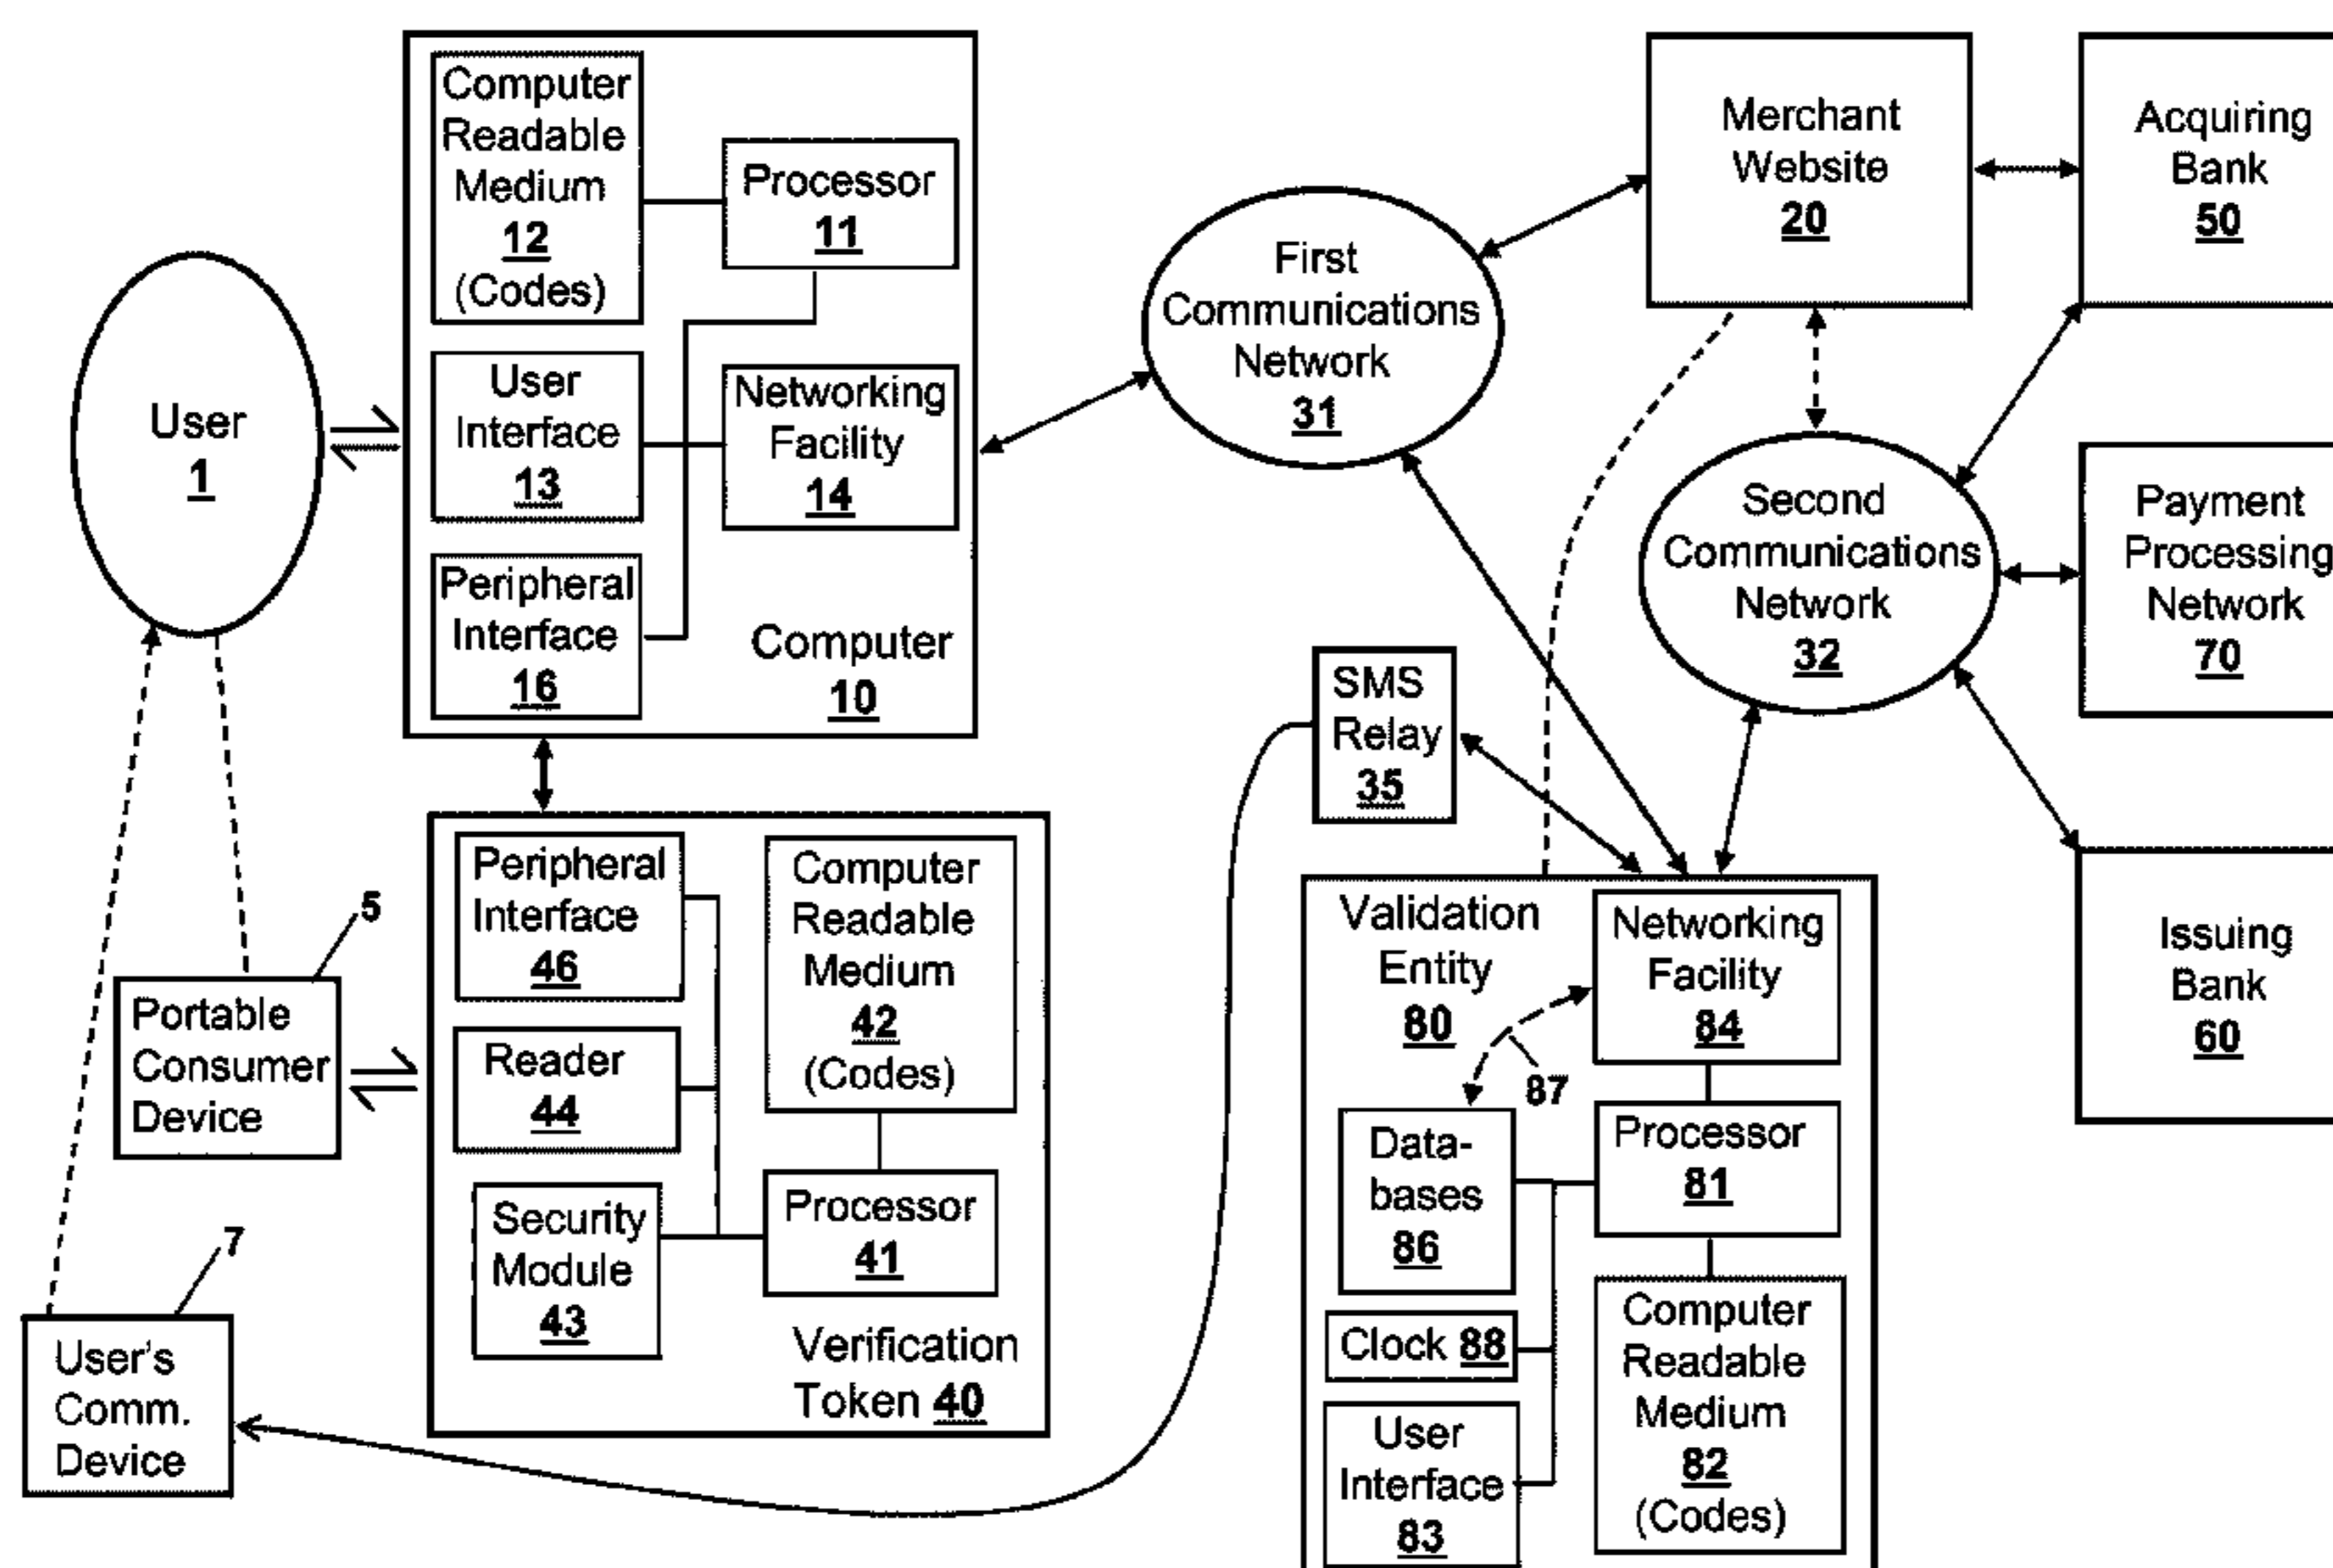 User
1
Computer
Readable
Medium
12
(Codes)
Processor
11
User
Interface
13
Networking
Facility
14
Peripheral
Interface
16
Computer
10
First
Communications
Network
31
Merchant
Website
20
Acquiring
Bank
50
Second
Communications
Network
32
Payment
Processing
Network
70
SMS
Relay
35
Issuing
Bank
60
5
Portable
Consumer
Device
7
User's
Comm.
Device
Peripheral
Interface
46
Computer
Readable
Medium
42
(Codes)
Reader
44
Security
Module
43
Processor
41
Verification
Token 40
Validation
Entity
80
Networking
Facility
84
87
Data-
bases
86
Processor
81
Clock 88
User
Interface
83
Computer
Readable
Medium
82
(Codes)